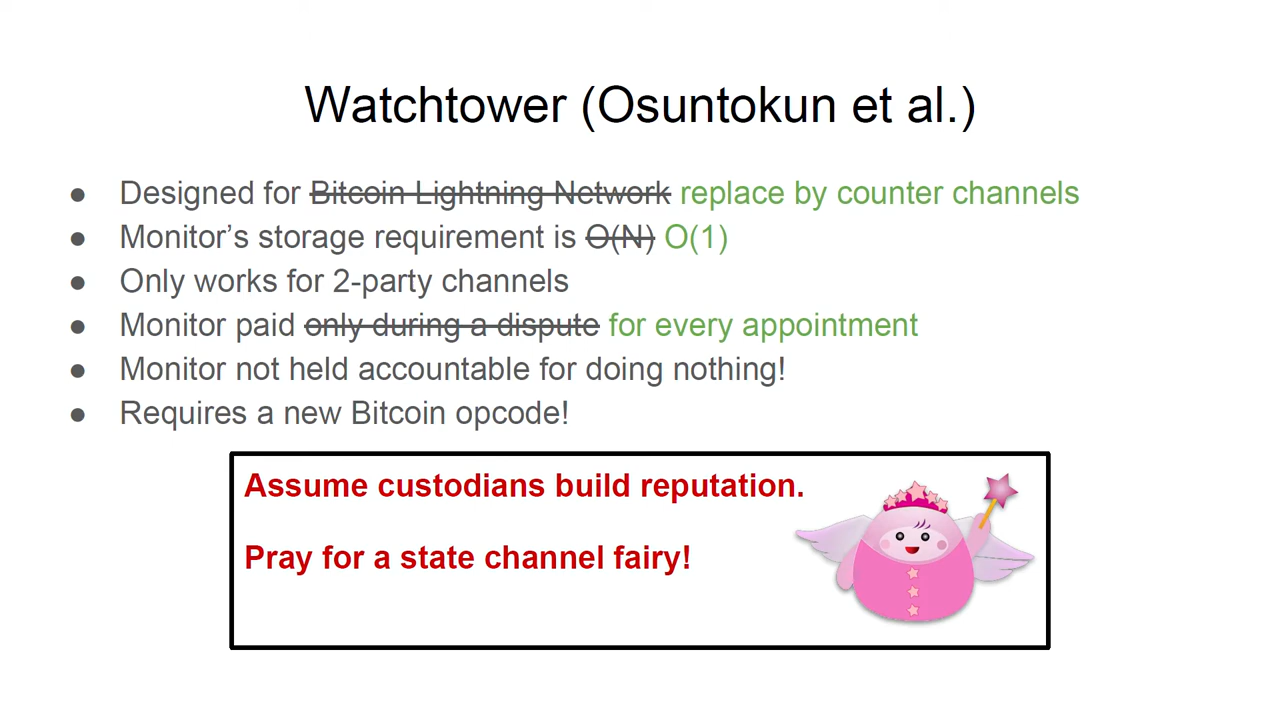 Watchtower (Osuntokun et al.)
● Designed for Bitcoin Lightning Network replace by counter channels
● Monitor’s storage requirement is O(N) O(1)
● Only works for 2-party channels
● Monitor paid only during a dispute for every appointment
● Monitor not held accountable for doing nothing!
● Requires a new Bitcoin opcode!
Assume custodians build reputation.
Pray for a state channel fairy!